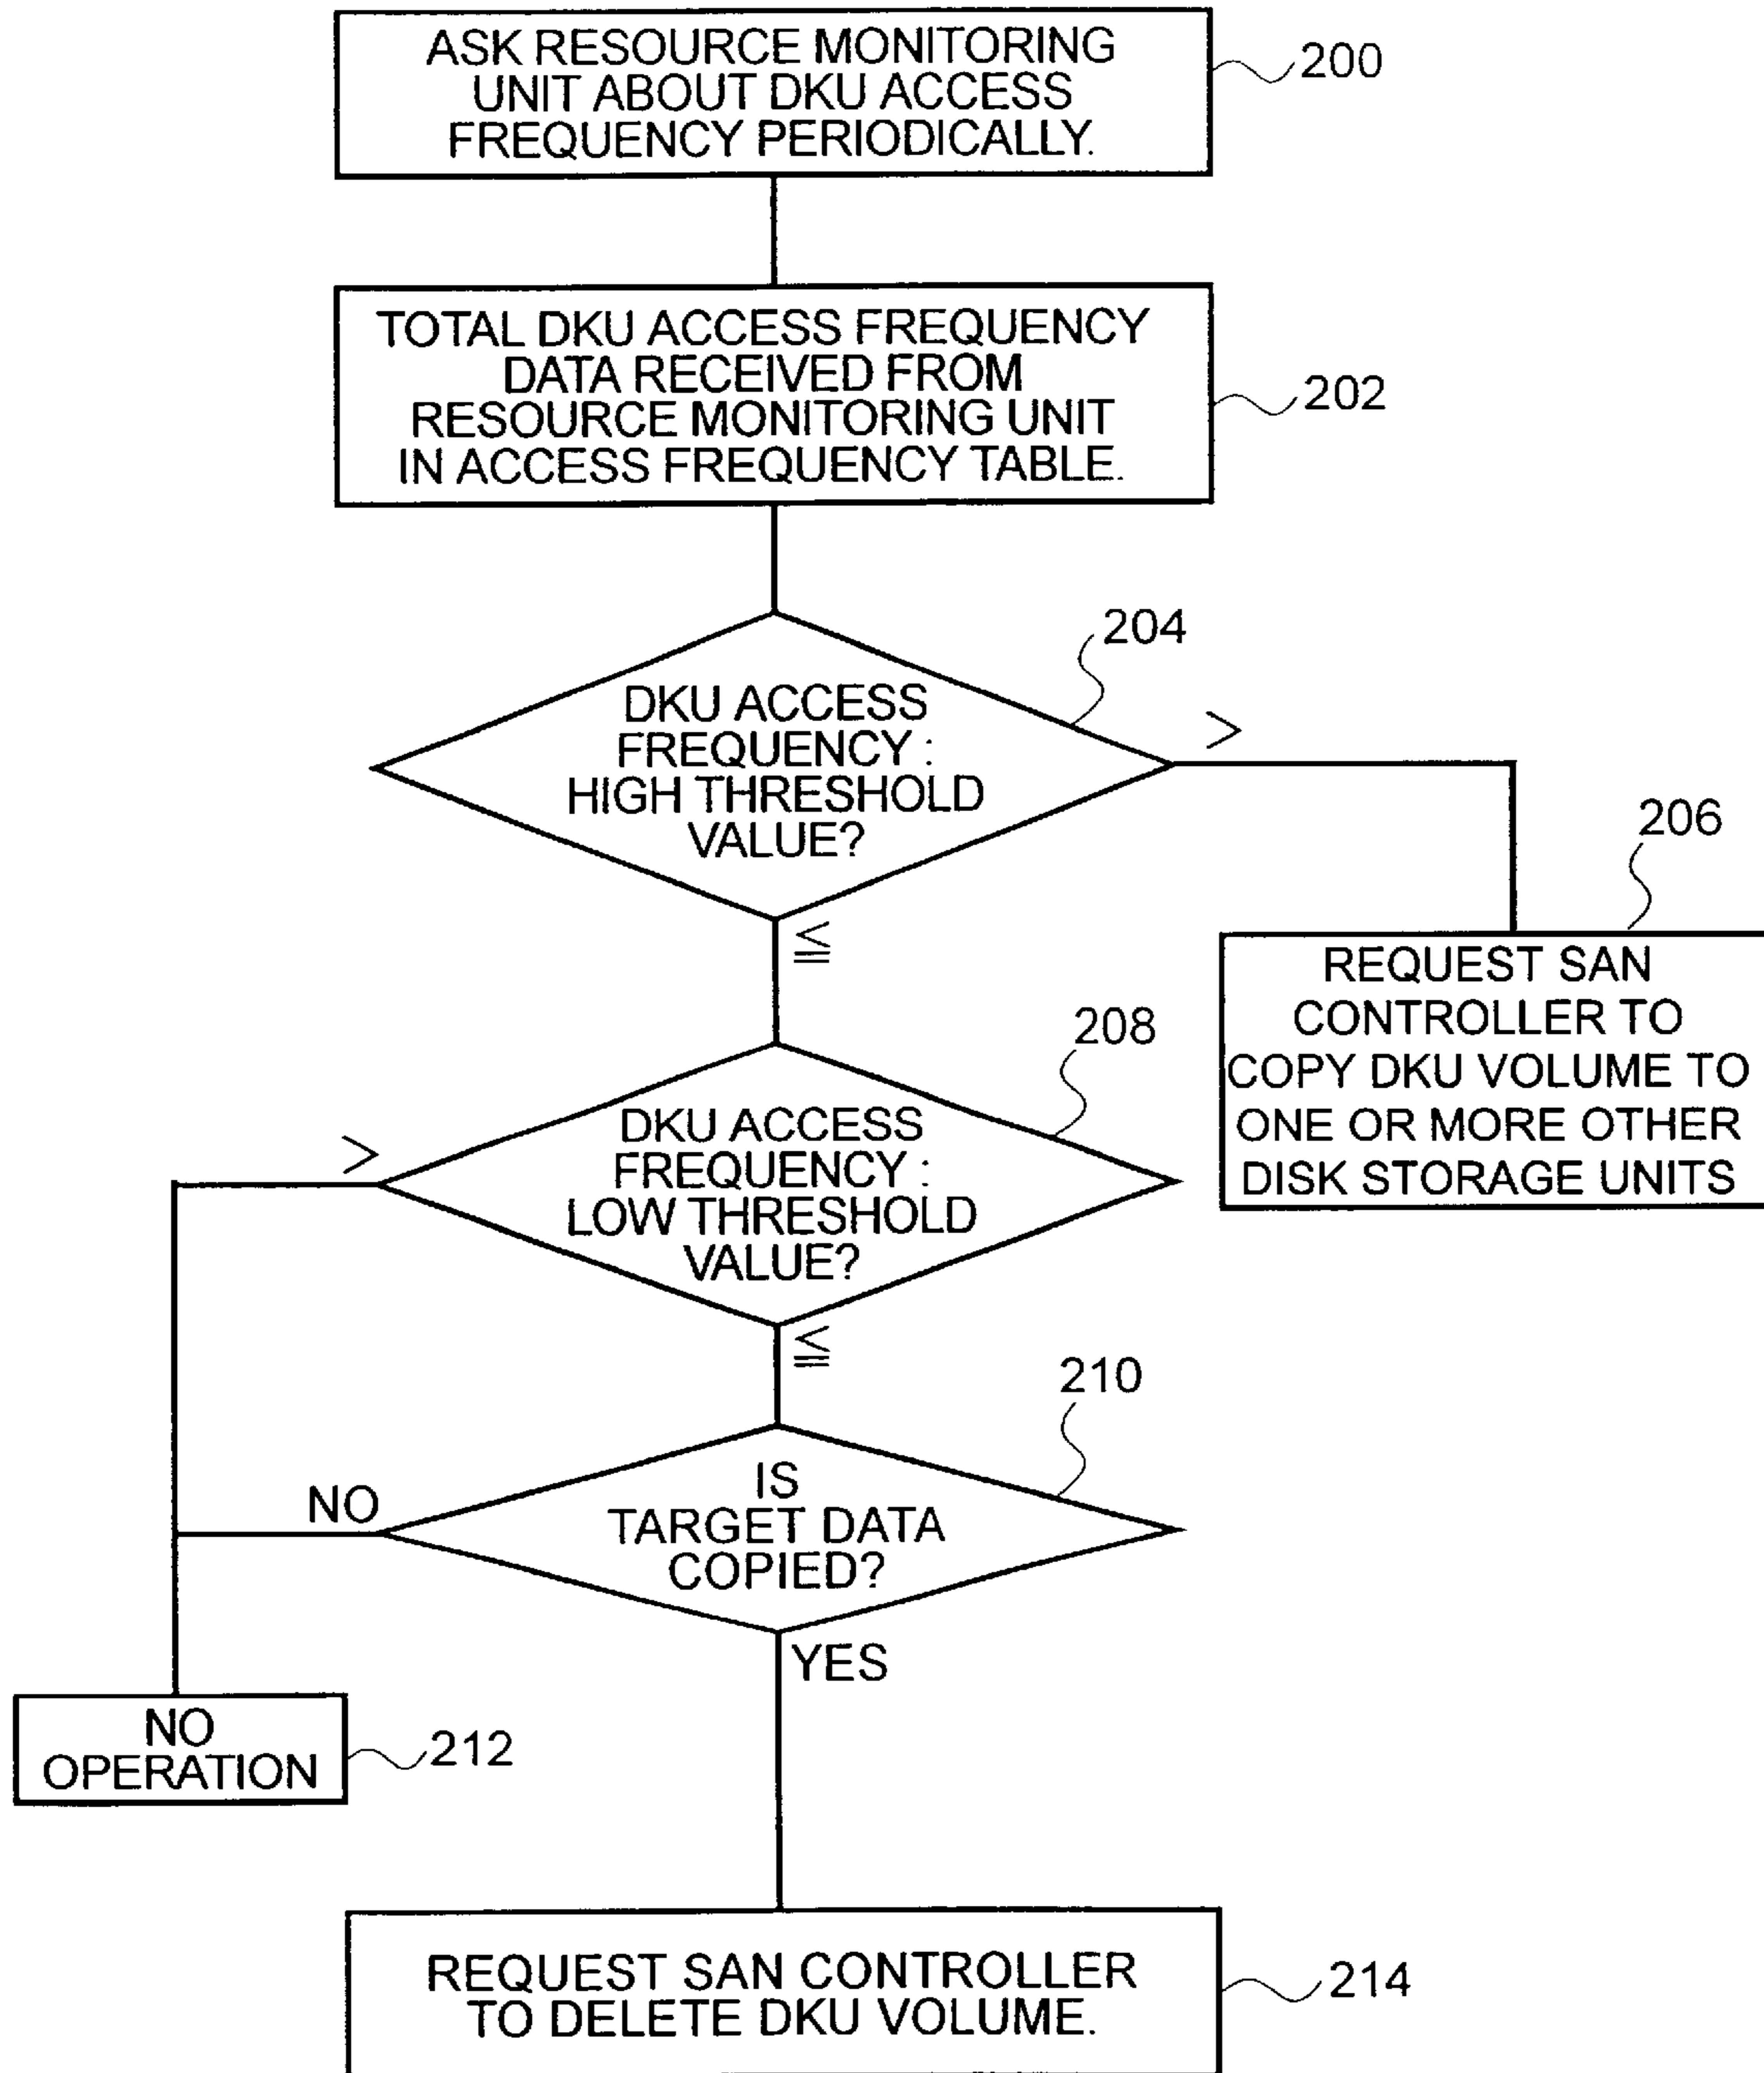 ASK RESOURCE MONITORING
UNIT ABOUT DKU ACCESS
FREQUENCY PERIODICALLY.
200
TOTAL DKU ACCESS FREQUENCY
DATA RECEIVED FROM
RESOURCE MONITORING UNIT
IN ACCESS FREQUENCY TABLE.
202
204
DKU ACCESS
FREQUENCY :
HIGH THRESHOLD
VALUE?
>
≦
206
REQUEST SAN
CONTROLLER TO
COPY DKU VOLUME TO
ONE OR MORE OTHER
DISK STORAGE UNITS
208
DKU ACCESS
FREQUENCY :
LOW THRESHOLD
VALUE?
>
≦
210
IS
TARGET DATA
COPIED?
NO
YES
NO
OPERATION
212
REQUEST SAN CONTROLLER
TO DELETE DKU VOLUME.
214